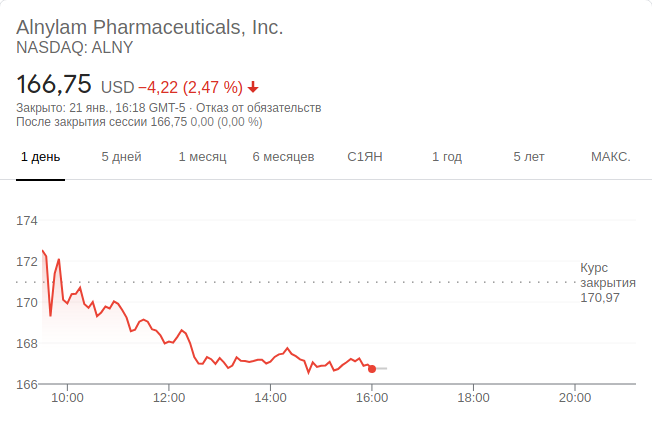 Alnylam Pharmaceuticals, Inc.
NASDAQ: ALNY
166,75 USD −4,22 (2,47 %)
Закрыто: 21 янв., 16:18 GMT-5 · Отказ от обязательств
После закрытия сессии 166,75 0,00 (0,00 %)
1 день 5 дней 1 месяц 6 месяцев С1ЯН 1 год 5 лет МАКС.
174
172
Курс
закрытия
170,97
170
168
166
10:00 12:00 14:00 16:00 18:00 20:00